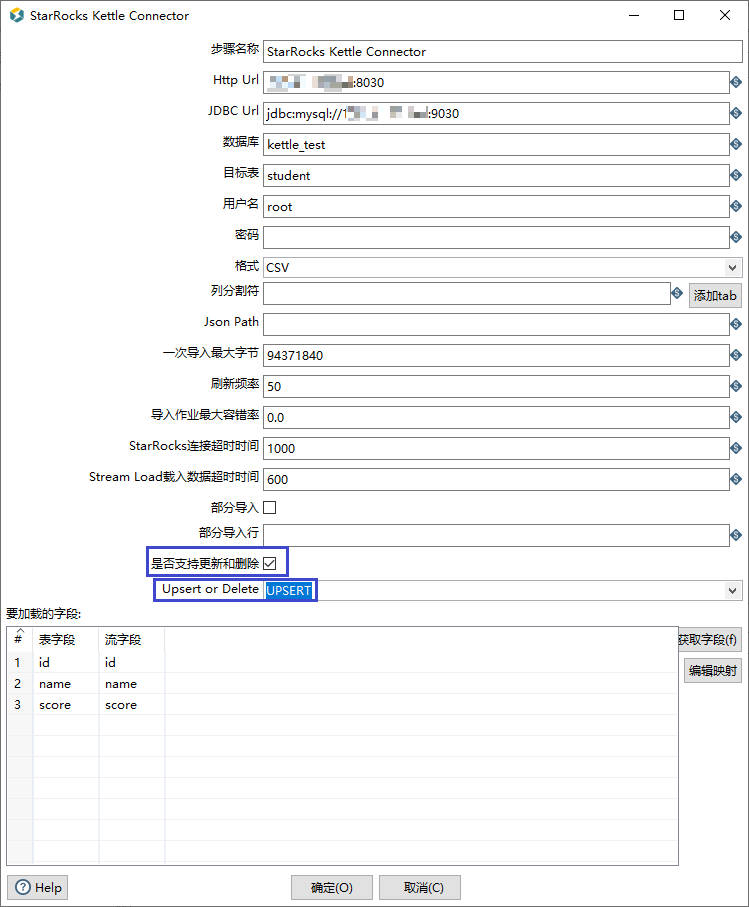 StarRocks Kettle Connector
步骤名称 StarRocks Kettle Connector
Http Url :8030
JDBC Url jdbc:mysql://1 :9030
数据库 kettle_test
目标表 student
用户名 root
密码
格式 CSV
列分割符 添加tab
Json Path
一次导入最大字节 94371840
刷新频率 50
导入作业最大容错率 0.0
StarRocks连接超时时间 1000
Stream Load载入数据超时时间 600
部分导入
部分导入行
是否支持更新和删除
Upsert or Delete UPSERT
要加载的字段:
# 表字段 流字段 获取字段(f)
1 id id
编辑映射
2 name name
3 score score
Help 确定(O) 取消(C)